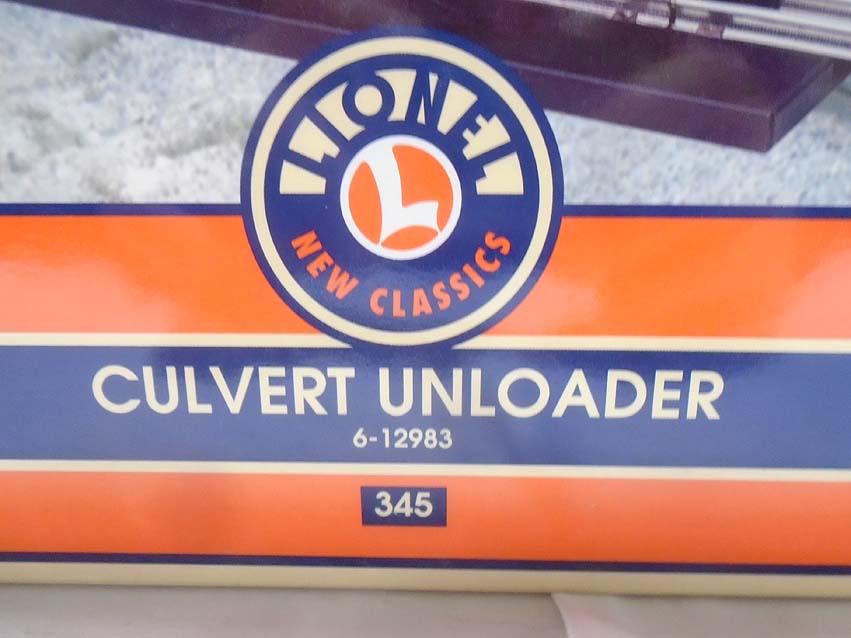 LIONEL
L
NEW CLASSICS
CULVERT UNLOADER
6-12983
345